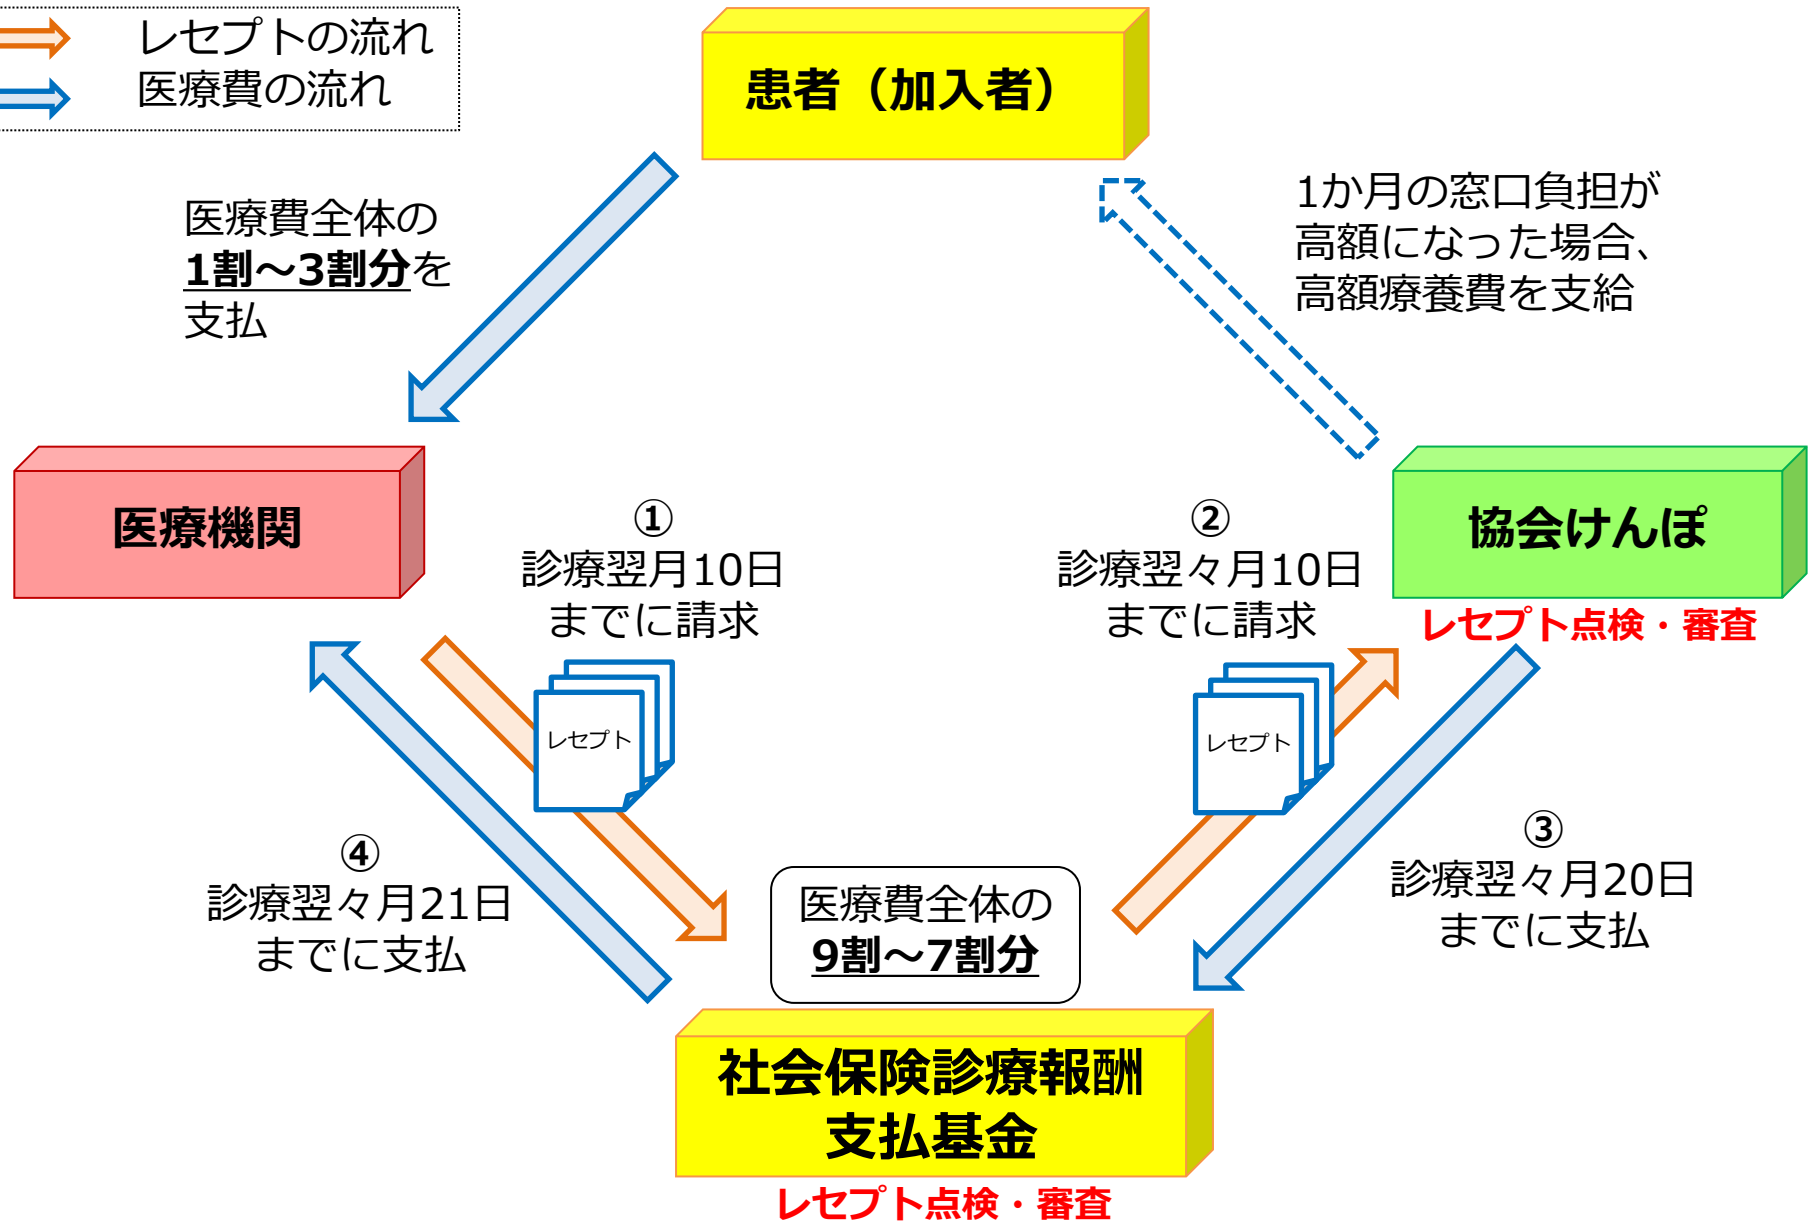 レセプトの流れ
医療費の流れ
患者（加入者）
医療費全体の
1割～3割分を
支払
1か月の窓口負担が
高額になった場合、
高額療養費を支給
医療機関
協会けんぽ
レセプト点検・審査
①
診療翌月10日
までに請求
②
診療翌々月10日
までに請求
レセプト
レセプト
④
診療翌々月21日
までに支払
③
診療翌々月20日
までに支払
医療費全体の
9割～7割分
社会保険診療報酬
支払基金
レセプト点検・審査